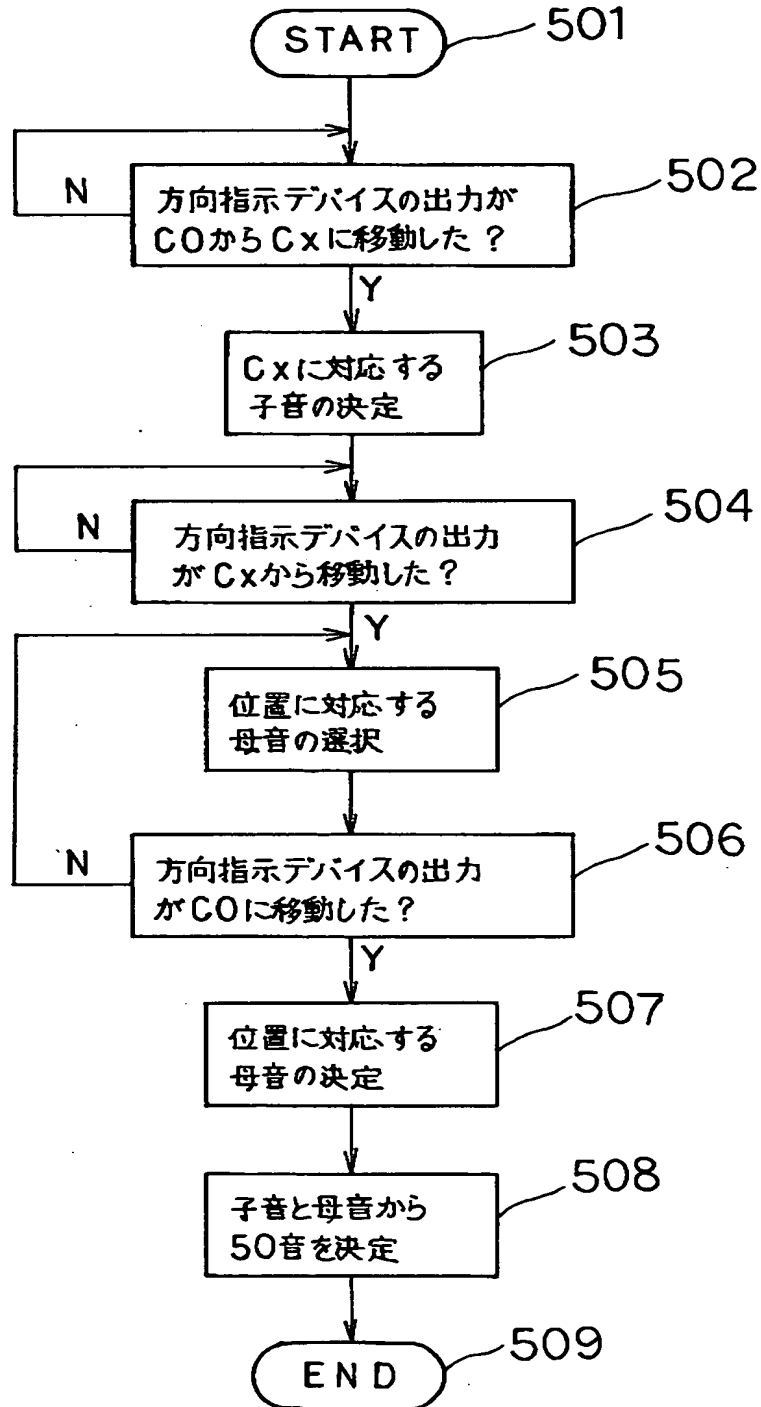 START
501
方向指示デバイスの出力が
C0からCxに移動した?
502
N
Y
Cxに対応する
子音の決定
503
方向指示デバイスの出力
がCxから移動した?
504
N
Y
位置に対応する
母音の選択
505
方向指示デバイスの出力
がC0に移動した?
506
N
Y
位置に対応する
母音の決定
507
子音と母音から
50音を決定
508
END
509